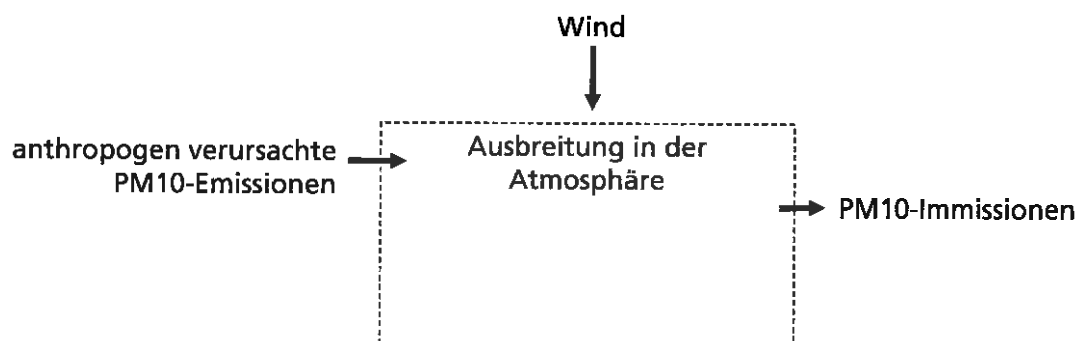 Wind
anthropogen verursachte
PM10-Emissionen
Ausbreitung in der
Atmosphäre
PM10-Immissionen